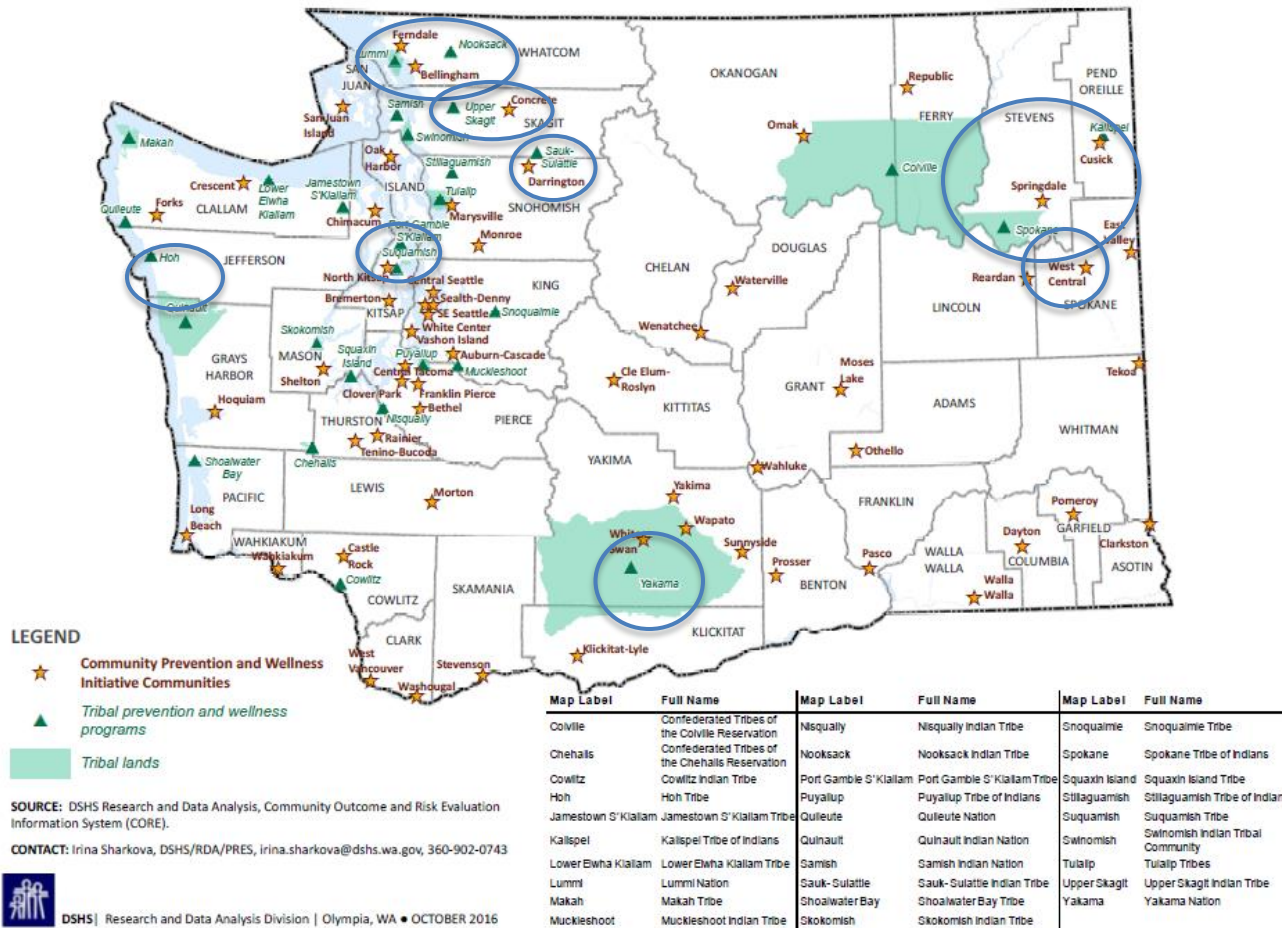 Ferndale
Lummi
Nooksack
WHATCOM
Bellingham
SAN
JUAN
San Juan
Island
Samish
Upper
Skagit
Concrete
SKAGIT
Swinomish
OKANOGAN
Republic
FERRY
STEVENS
PEND
OREILLE
Kalispel
Cusick
Omak
Colville
Springdale
Spokane
East
Valley
Makah
Oak
Harbor
Stillaguamish
Sauk-
Suiattle
Darrington
ISLAND
Tulalip
SNOHOMISH
Marysville
Monroe
Crescent
Lower
Elwha
Klallam
Jamestown
S'Klallam
Forks
CLALLAM
Quileute
Chimacum
Port Gamble
S'Klallam
Suquamish
Hoh
JEFFERSON
North Kitsap
Central Seattle
Bremerton
Sealth-Denny
KITSAP
SE Seattle
KING
Snoqualmie
White Center
Vashon Island
CHELAN
DOUGLAS
Waterville
Wenatchee
Reardan
West
Central
LINCOLN
SPOKANE
Quinault
GRAYS
HARBOR
Skokomish
MASON
Shelton
Squaxin
Island
Puyallup
Auburn-Cascade
Central Tacoma
Muckleshoot
Clover Park
Franklin Pierce
Bethel
Hoquiam
Nisqually
THURSTON
Rainier
Tenino-Bucoda
PIERCE
Cle Elum-
Roslyn
KITTITAS
Moses
Lake
GRANT
ADAMS
Tekoa
WHITMAN
Chehalis
Shoalwater
Bay
PACIFIC
LEWIS
Morton
YAKIMA
Wahluke
Othello
Yakima
FRANKLIN
Pomeroy
GARFIELD
Long
Beach
WAHKIAKUM
Wahkiakum
Castle
Rock
Cowlitz
COWLITZ
SKAMANIA
White
Swan
Wapato
Sunnyside
Yakama
Prosser
BENTON
Pasco
WALLA
WALLA
Dayton
COLUMBIA
Clarkston
ASOTIN
Walla
Walla
CLARK
West
Vancouver
Washougal
Stevenson
KLICKITAT
Klickitat-Lyle
LEGEND
Community Prevention and Wellness
Initiative Communities
Tribal prevention and wellness
programs
Tribal lands
SOURCE: DSHS Research and Data Analysis, Community Outcome and Risk Evaluation
Information System (CORE).
CONTACT: Irina Sharkova, DSHS/RDA/PRES, irina.sharkova@dshs.wa.gov, 360-902-0743
DSHS| Research and Data Analysis Division | Olympia, WA ● OCTOBER 2016
Map Label Full Name Map Label Full Name Map Label Full Name
Colville Confederated Tribes of the Colville Reservation Nisqually Nisqually Indian Tribe Snoqualmie Snoqualmie Tribe
Chehalis Confederated Tribes of the Chehalis Reservation Nooksack Nooksack Indian Tribe Spokane Spokane Tribe of Indians
Cowlitz Cowlitz Indian Tribe Port Gamble S'Klallam Port Gamble S'Klallam Tribe Squaxin Island Squaxin Island Tribe
Hoh Hoh Tribe Puyallup Puyallup Tribe of Indians Stillaguamish Stillaguamish Tribe of Indian
Jamestown S'Klallam Jamestown S'Klallam Tribe Quileute Quileute Nation Suquamish Suquamish Tribe
Kalispel Kalispel Tribe of Indians Quinault Quinault Indian Nation Swinomish Swinomish Indian Tribal Community
Lower Elwha Klallam Lower Elwha Klallam Tribe Samish Samish Indian Nation Tulalip Tulalip Tribes
Lummi Lummi Nation Sauk-Suiattle Sauk-Suiattle Indian Tribe Upper Skagit Upper Skagit Indian Tribe
Makah Makah Tribe Shoalwater Bay Shoalwater Bay Tribe Yakama Yakama Nation
Muckleshoot Muckleshoot Indian Tribe Skokomish Skokomish Indian Tribe